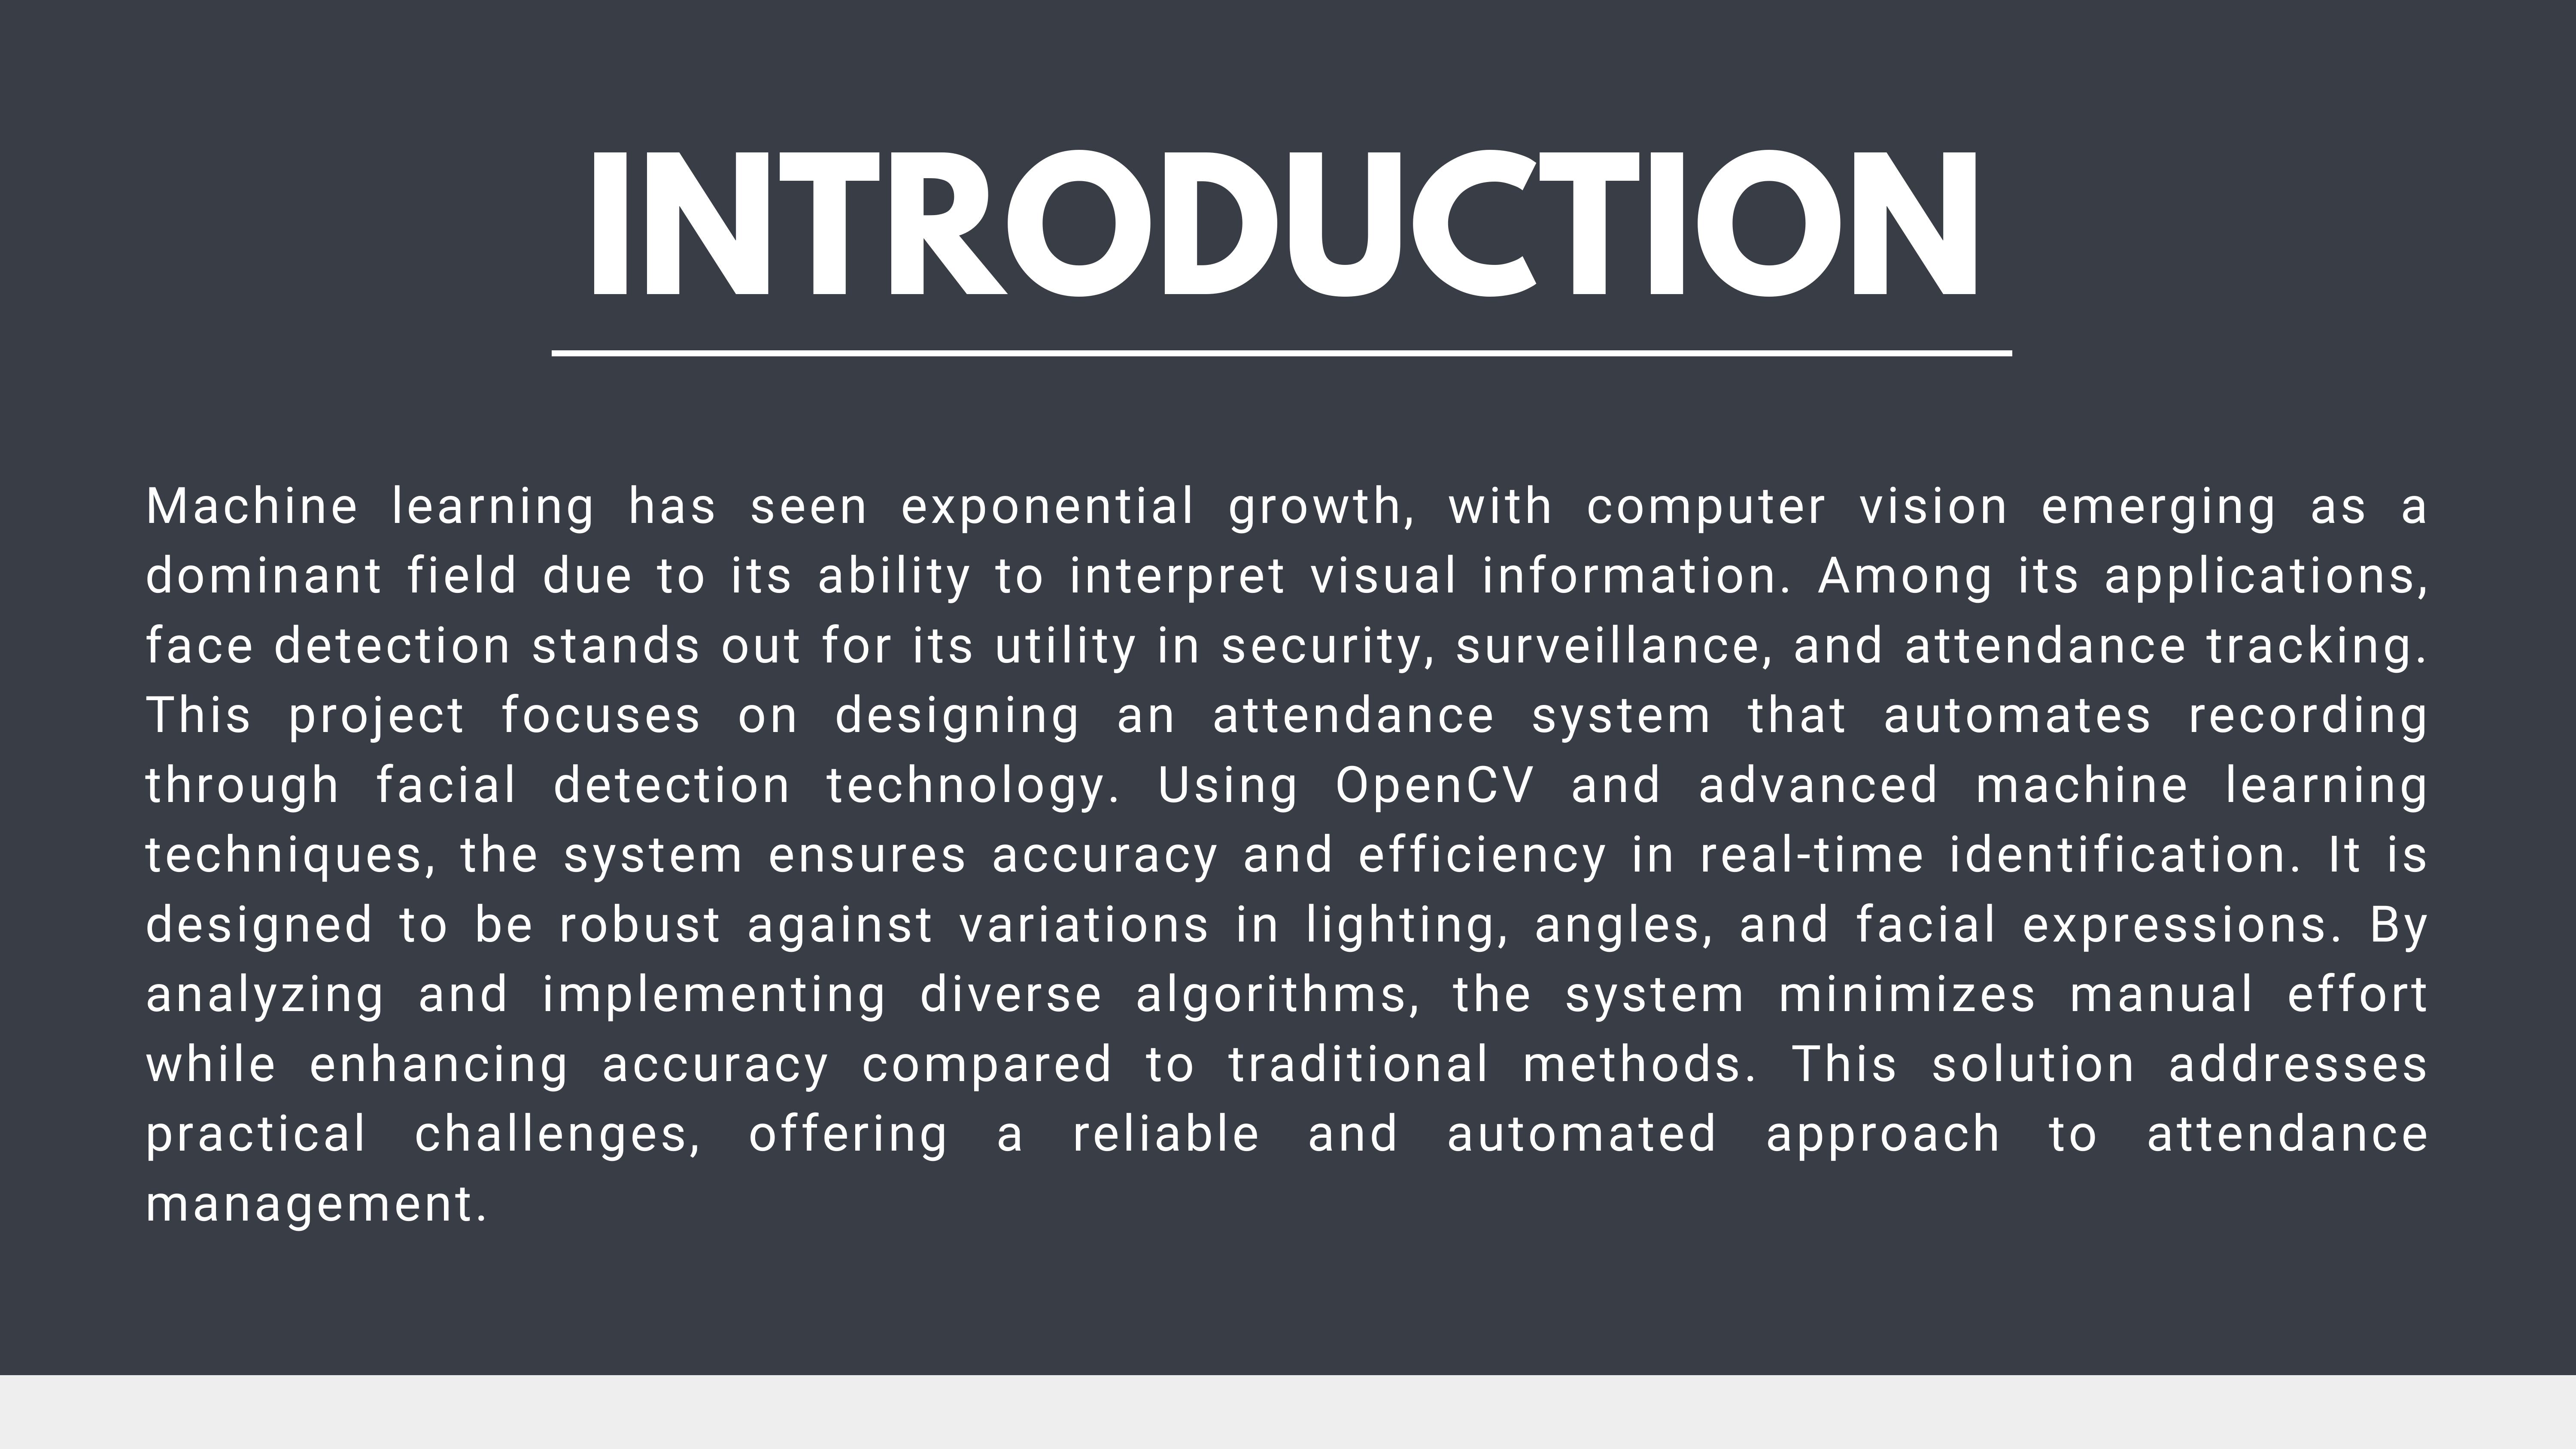 INTRODUCTION
Machine learning has seen exponential growth, with computer vision emerging as a
dominant field due to its ability to interpret visual information. Among its applications,
face detection stands out for its utility in security, surveillance, and attendance tracking.
This project focuses on designing an attendance system that automates recording
through facial detection technology. Using OpenCV and advanced machine learning
techniques, the system ensures accuracy and efficiency in real-time identification. It is
designed to be robust against variations in lighting, angles, and facial expressions. By
analyzing and implementing diverse algorithms, the system minimizes manual effort
while enhancing accuracy compared to traditional methods. This solution addresses
practical challenges, offering a reliable and automated approach to attendance
management.